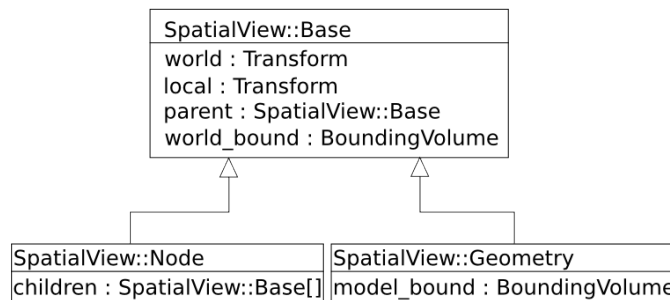 SpatialView::Base
world : Transform
local : Transform
parent : SpatialView::Base
world_bound : BoundingVolume
SpatialView::Node
children : SpatialView::Base[]
SpatialView::Geometry
model_bound : BoundingVolume